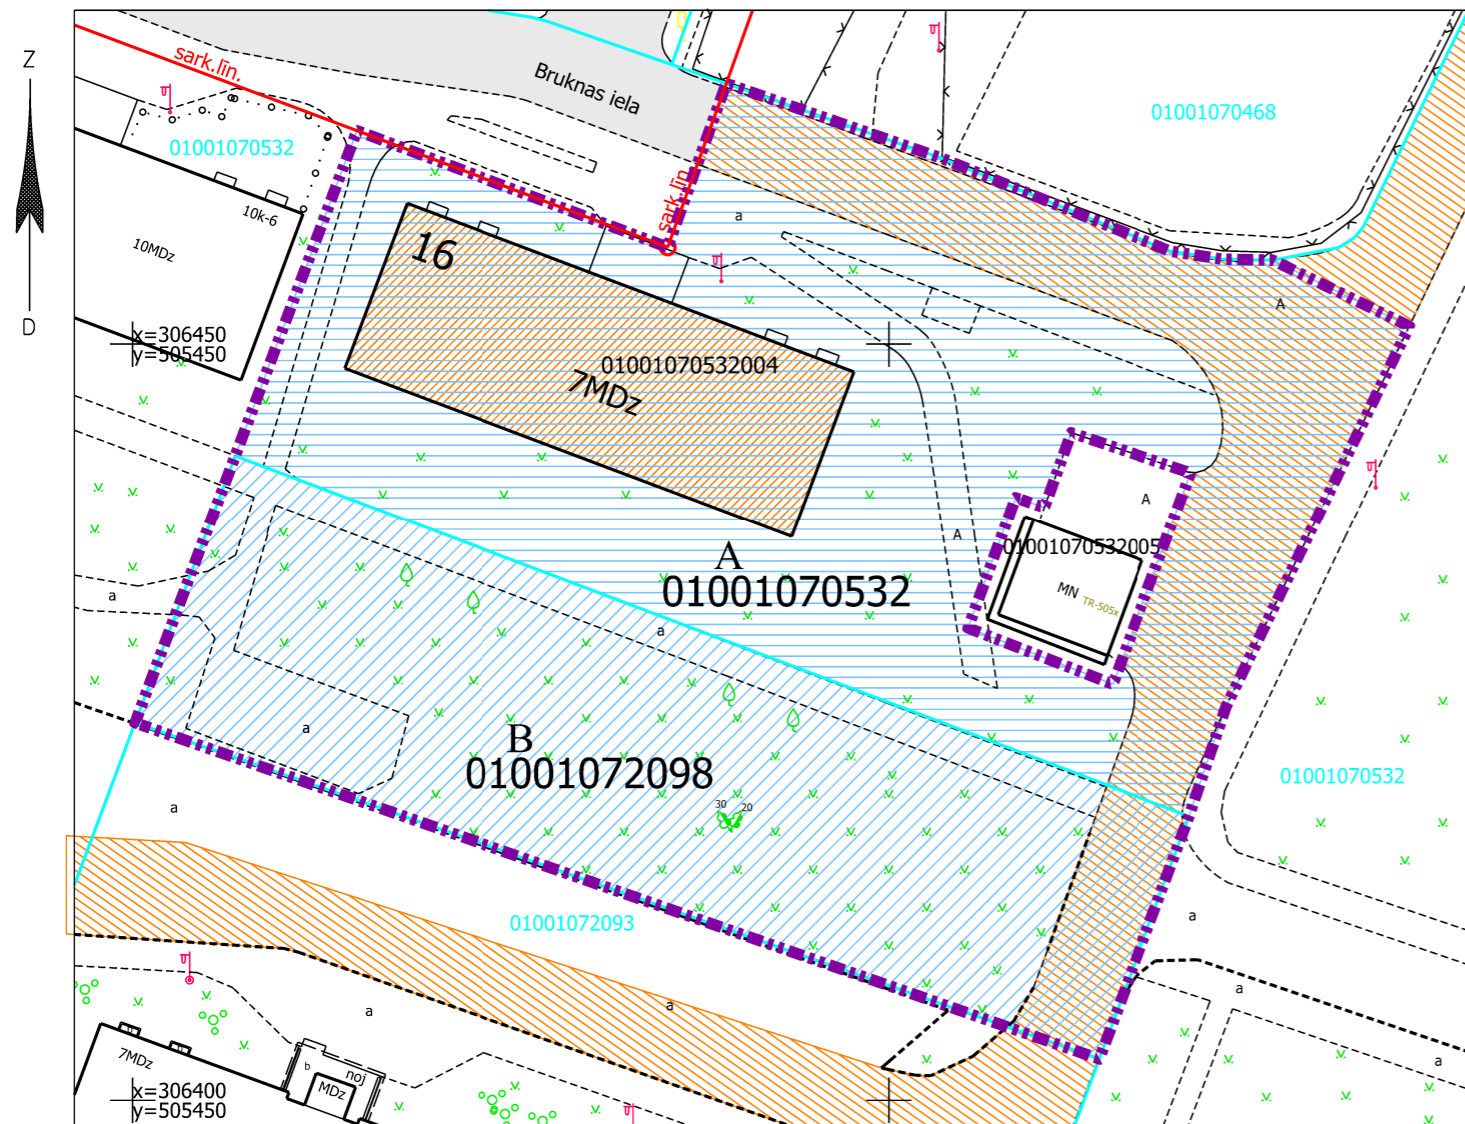 Z
D
sark.līn.
Bruknas iela
01001070468
01001070532
10k-6
10MDz
sark.līn
a
16
A
x=306450
y=505450
01001070532004
7MDz
A
A
01001070532005
A
01001070532
MN
TR-505x
a
a
a
B
01001072098
01001070532
30
20
a
01001072093
a
a
a
a
a
7MDz
b
noj
MDz
x=306400
y=505450